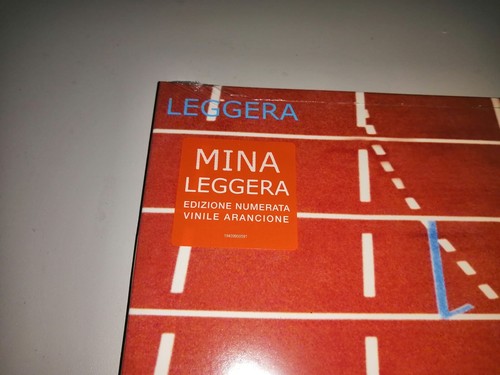 LEGGERA
MINA
LEGGERA
EDIZIONE NUMERATA
VINILE ARANCIONE
L